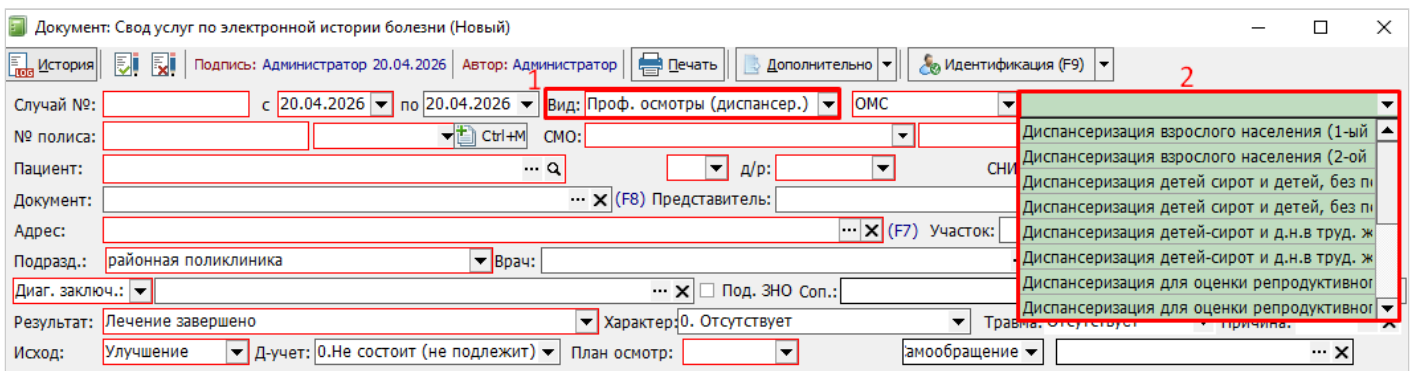 Документ: Свод услуг по электронной истории болезни (Новый)
История Подпись: Администратор 20.04.2026 Автор: Администратор Печать Дополнительно Идентификация (F9)
1 2
Случай №: с 20.04.2026 по 20.04.2026 Вид: Проф. осмотры (диспансер.) ОМС
№ полиса: Ctrl+M СМО:
Диспансеризация взрослого населения (1-ый
Пациент: д/р: СНИ
Диспансеризация взрослого населения (2-ой
Диспансеризация детей сирот и детей, без
Документ: (F8) Представитель:
Диспансеризация детей сирот и детей, без
Адрес: (F7) Участок:
Диспансеризация детей-сирот и д.н.в труд. ж
Подразд.: районная поликлиника Врач:
Диспансеризация детей-сирот и д.н.в труд. ж
Диаг. заключ.: Под. ЗНО Соп.:
Диспансеризация для оценки репродуктивног
Диспансеризация для оценки репродуктивног
Результат: Лечение завершено Характер: 0. Отсутствует
Исход: Улучшение Д-учет: 0.Не состоит (не подлежит) План осмотр: амообращение